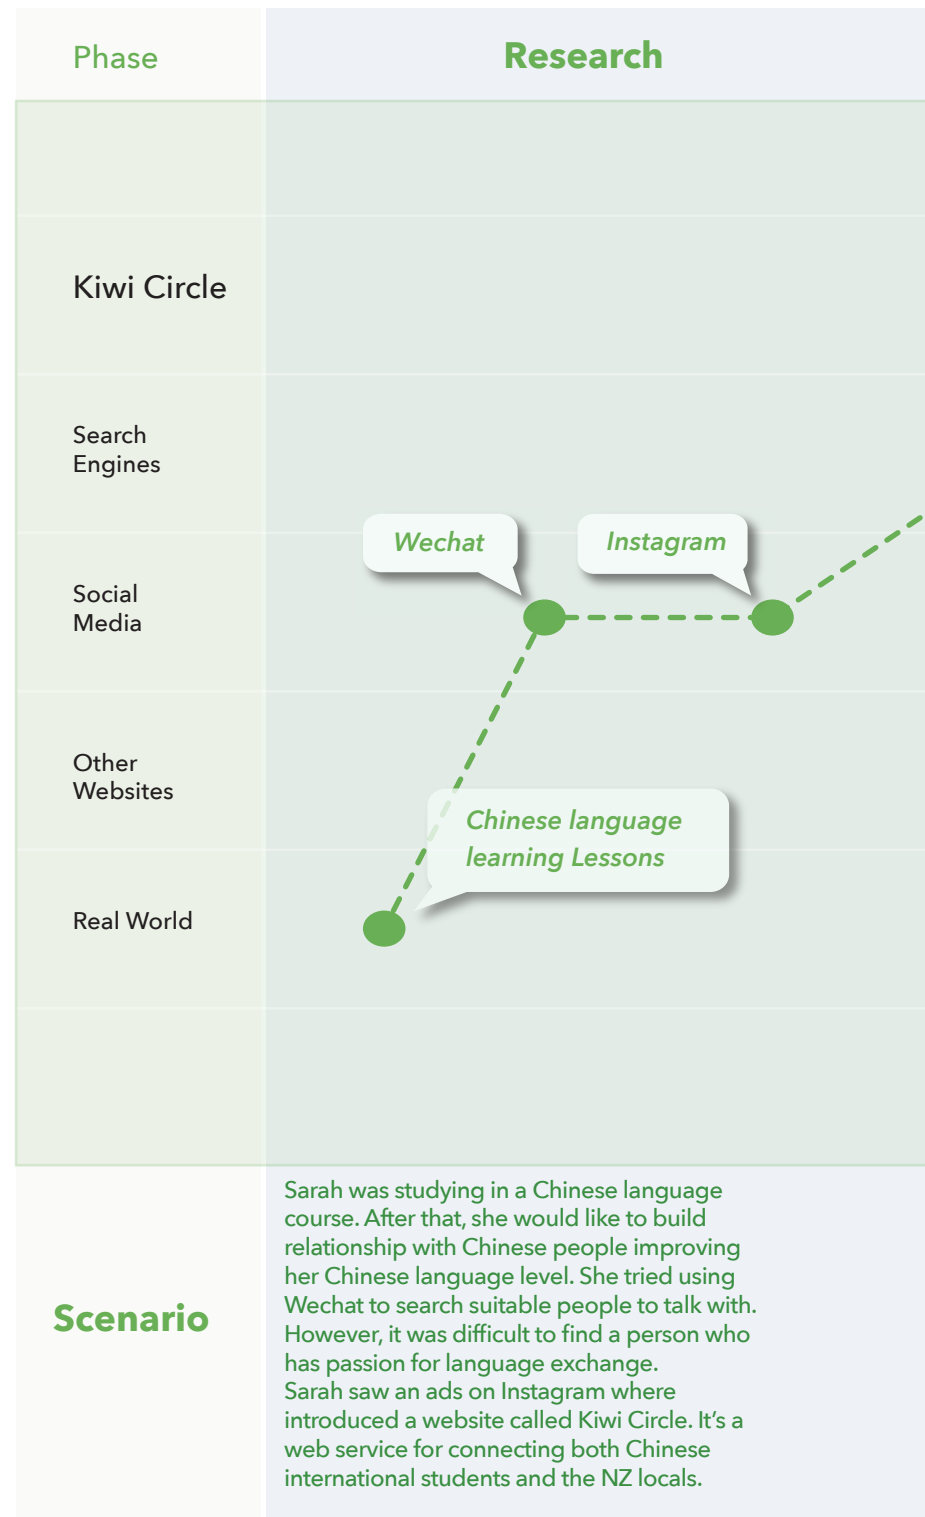 Phase
Research
Kiwi Circle
Search
Engines
Wechat
Instagram
Social
Media
Other
Websites
Chinese language
learning Lessons
Real World
Scenario
Sarah was studying in a Chinese language
course. After that, she would like to build
relationship with Chinese people improving
her Chinese language level. She tried using
Wechat to search suitable people to talk with.
However, it was difficult to find a person who
has passion for language exchange.
Sarah saw an ads on Instagram where
introduced a website called Kiwi Circle. It’s a
web service for connecting both Chinese
international students and the NZ locals.